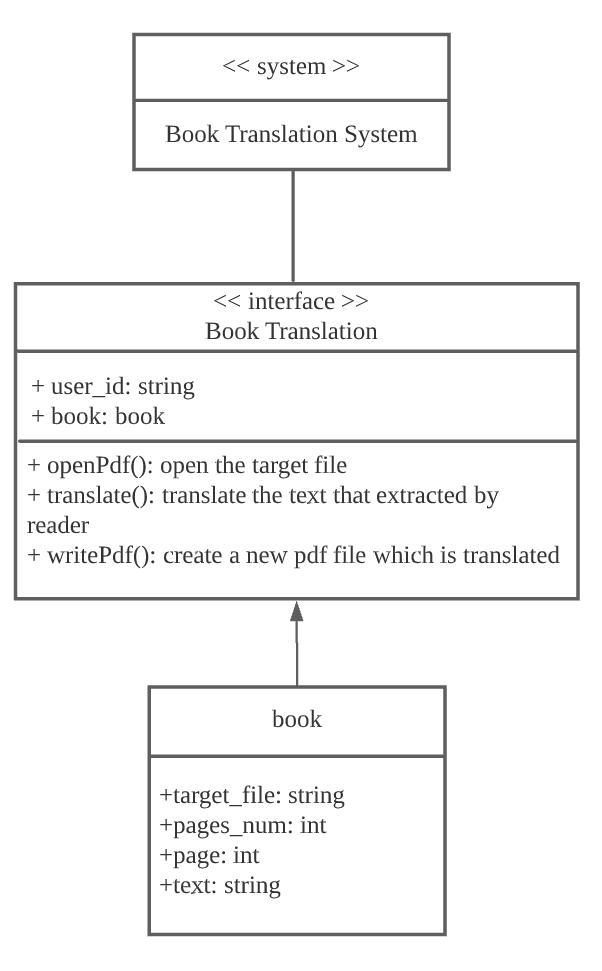 << system >>
Book Translation System
<< interface >>
Book Translation
+ user_id: string
+ book: book
+ openPdf(): open the target file
+ translate(): translate the text that extracted by
reader
+ writePdf(): create a new pdf file which is translated
book
+target_file: string
+pages_num: int
+page: int
+text: string